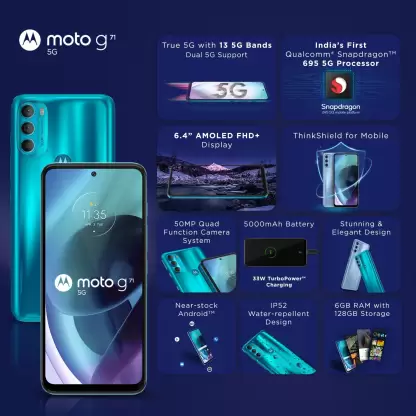 moto g71
5G
True 5G with 13 5G Bands
Dual 5G Support
5G
India's First
Qualcomm® Snapdragon™
695 5G Processor
Snapdragon
6.4” AMOLED FHD+
Display
ThinkShield for Mobile
11:35
motorola
moto g71
5G
50MP Quad
Function Camera
System
5000mAh Battery
33W TurboPower™
Charging
Stunning &
Elegant Design
Near-stock
Android™
IP52
Water-repellent
Design
6GB RAM with
128GB Storage